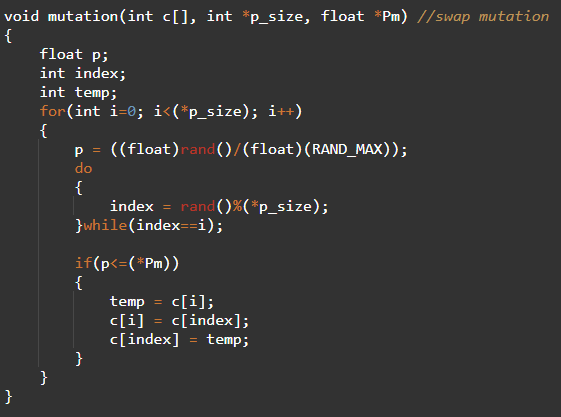 void mutation(int c[], int *p_size, float *Pm) //swap mutation
{
    float p;
    int index;
    int temp;
    for(int i=0; i<(*p_size); i++)
    {
        p = ((float)rand()/(float)(RAND_MAX));
        do
        {
            index = rand()%(*p_size);
        }while(index==i);

        if(p<=(*Pm))
        {
            temp = c[i];
            c[i] = c[index];
            c[index] = temp;
        }
    }
}